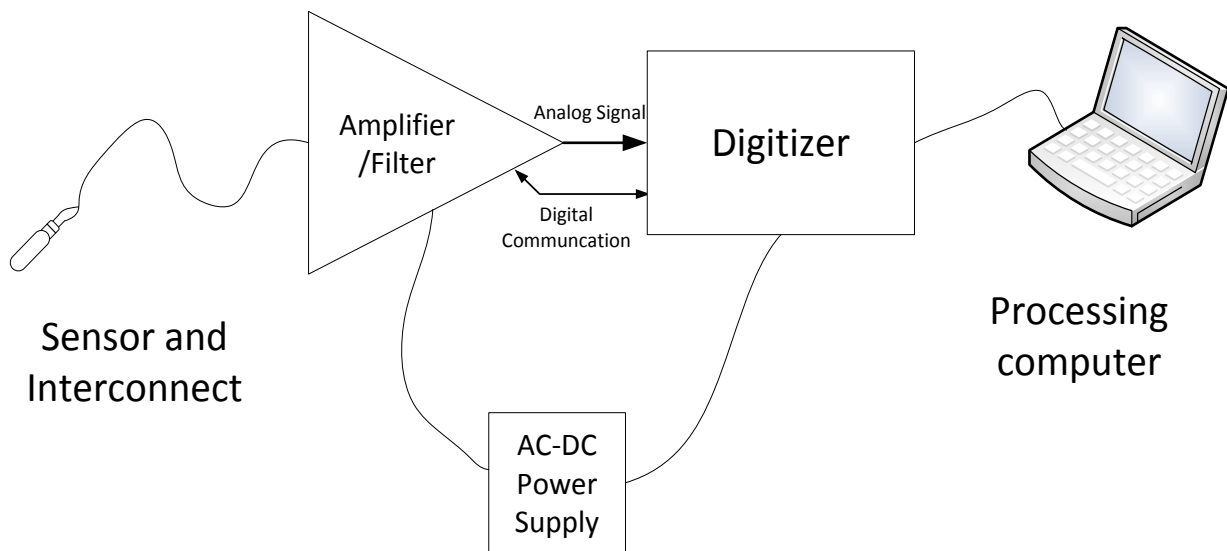 Amplifier
/Filter
Analog Signal
Digitizer
Digital
Communcation
Sensor and
Interconnect
Processing
computer
AC-DC
Power
Supply